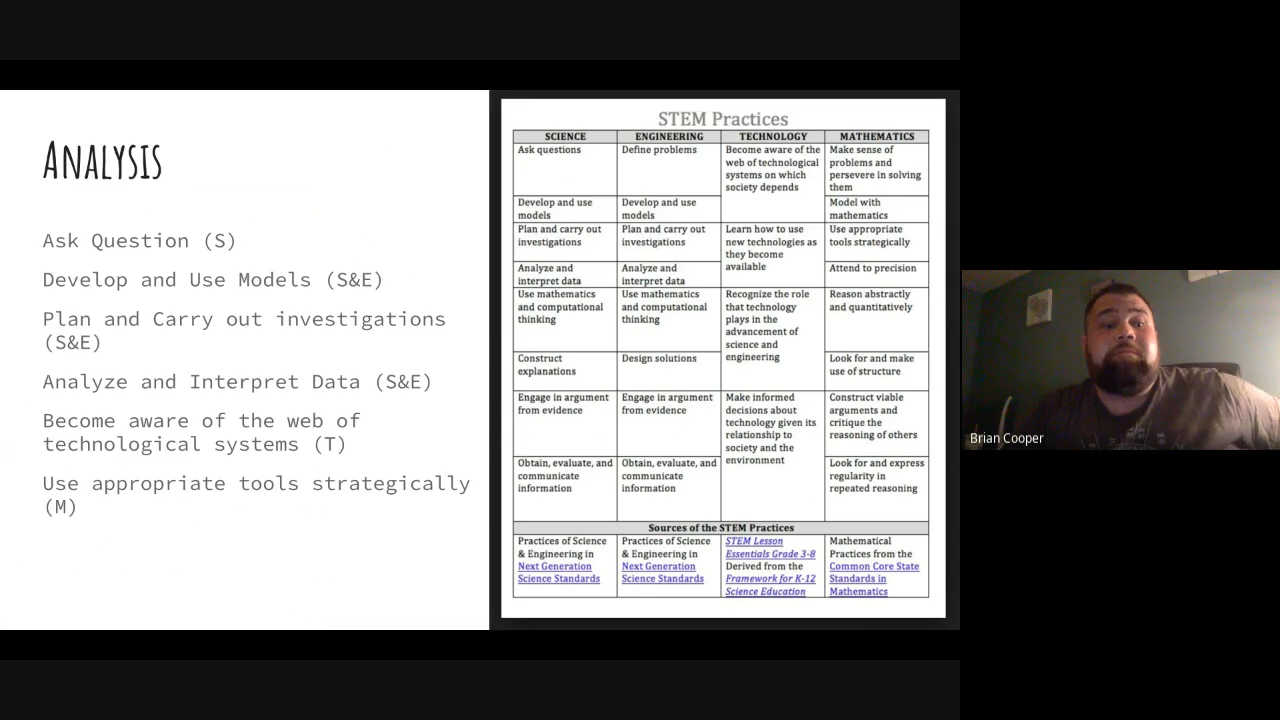 Analysis
Ask Question (S)
Develop and Use Models (S&E)
Plan and Carry out investigations
(S&E)
Analyze and Interpret Data (S&E)
Become aware of the web of
technological systems (T)
Use appropriate tools strategically
(M)
STEM Practices
SCIENCE
ENGINEERING
TECHNOLOGY
MATHEMATICS
Ask questions
Define problems
Become aware of the
web of technological
systems on which
society depends
Make sense of
problems and
persevere in solving
them
Develop and use
models
Develop and use
models
Model with
mathematics
Plan and carry out
investigations
Plan and carry out
investigations
Learn how to use
new technologies as
they become
available
Use appropriate
tools strategically
Analyze and
interpret data
Analyze and
interpret data
Attend to precision
Use mathematics
and computational
thinking
Use mathematics
and computational
thinking
Recognize the role
that technology
plays in the
advancement of
science and
engineering
Reason abstractly
and quantitatively
Construct
explanations
Design solutions
Look for and make
use of structure
Engage in argument
from evidence
Engage in argument
from evidence
Make informed
decisions about
technology given its
relationship to
society and the
environment
Construct viable
arguments and
critique the
reasoning of others
Obtain, evaluate, and
communicate
information
Obtain, evaluate, and
communicate
information
Look for and express
regularity in
repeated reasoning
Sources of the STEM Practices
Practices of Science
& Engineering in
Next Generation
Science Standards
Practices of Science
& Engineering in
Next Generation
Science Standards
STEM Lesson
Essentials Grade 3-8
Derived from the
Framework for K-12
Science Education
Mathematical
Practices from the
Common Core State
Standards in
Mathematics
Brian Cooper